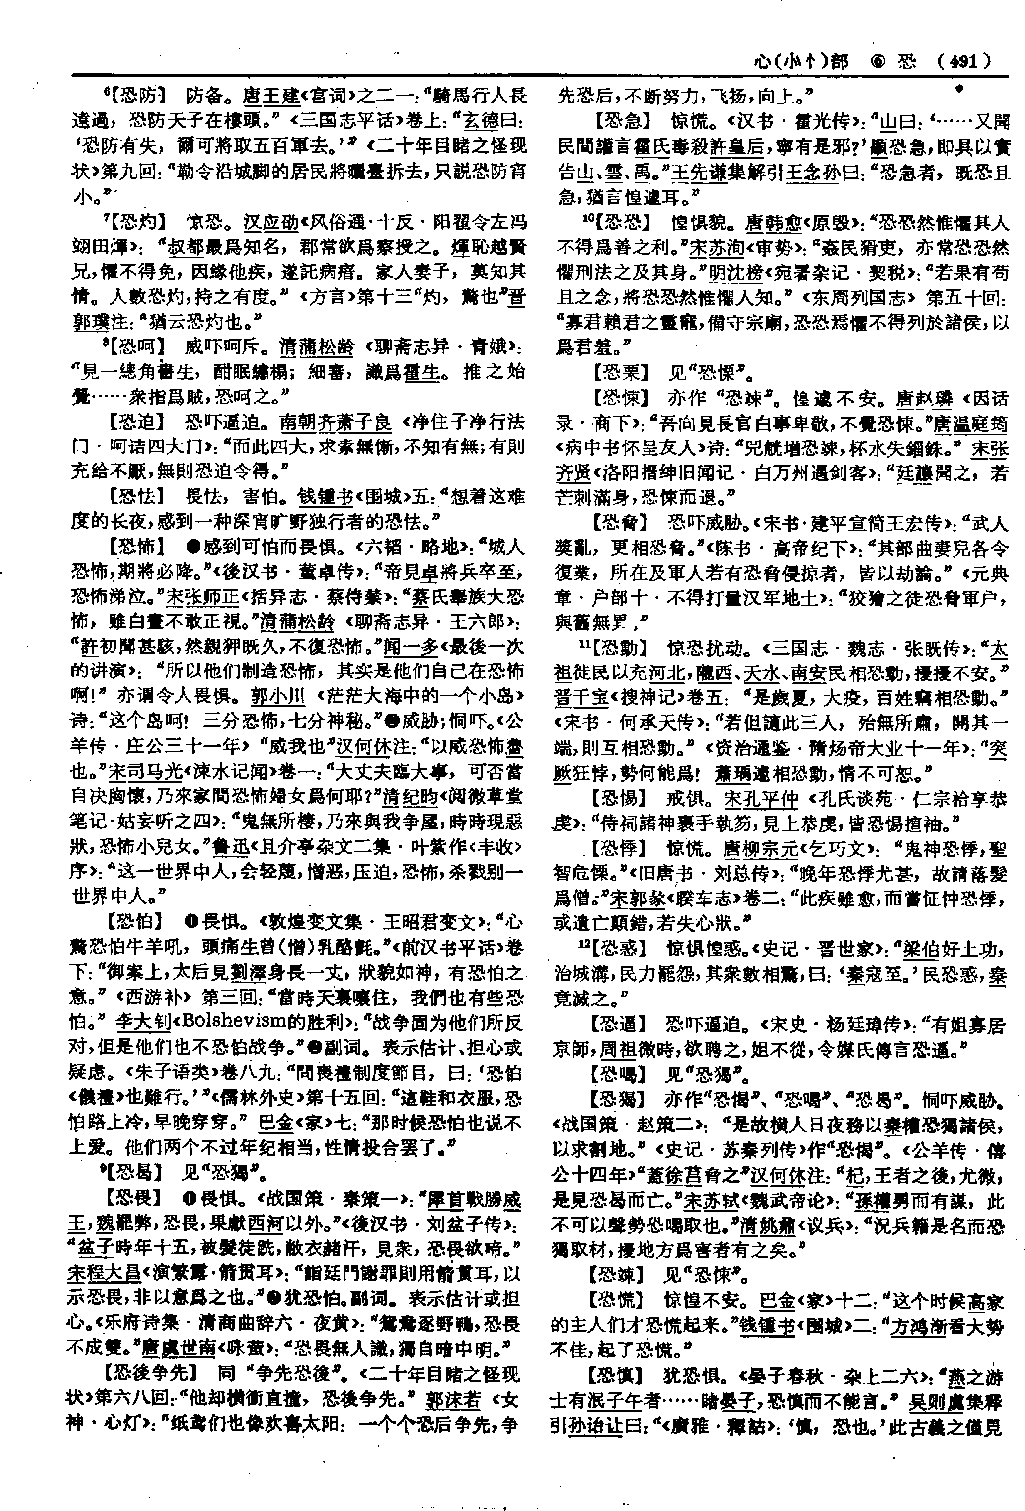 心(小忄)部 ⑥ 恐 (491)
⁶【恐防】 防备。唐王建《宫词》之二一:“騎馬行人長
遠過，恐防天子在樓頭。”《三国志平话》卷上:“玄德曰:
‘恐防有失，爾可將取五百軍去。’”《二十年目睹之怪现
状》第九回:“勒令沿城脚的居民將曬臺拆去，只説恐防宵
小。”
⁷【恐灼】 惊恐。汉应劭《风俗通·十反·阳翟令左冯
翊田煇》: “叔都最爲知名，郡常欲爲察授之。煇恥越賢
兄，懼不得免，因緣他疾，遂託病瘖。家人妻子，莫知其
情。人數恐灼，持之有度。”《方言》第十三“灼，驚也”晋
郭璞注:“猶云恐灼也。”
⁸【恐呵】 威吓呵斥。清蒲松龄《聊斋志异·青娥》:
“見一總角書生，酣眠繡榻；細審，識爲霍生。推之始
覺……衆指爲賊，恐呵之。”
【恐迫】 恐吓逼迫。南朝齐萧子良《净住子净行法
门·呵诘四大门》:“而此四大，求索無慚，不知有無；有則
充給不厭，無則恐迫令得。”
【恐怯】 畏怯，害怕。钱锺书《围城》五:“想着这难
度的长夜，感到一种深宵旷野独行者的恐怯。”
【恐怖】 ❶感到可怕而畏惧。《六韬·略地》:“城人
恐怖，期將必降。”《後汉书·董卓传》:“帝見卓將兵卒至，
恐怖涕泣。”宋张师正《括异志·蔡侍禁》:“蔡氏舉族大恐
怖，雖白晝不敢正視。”清蒲松龄《聊斋志异·王六郎》:
“許初聞甚駭，然親狎既久，不復恐怖。”闻一多《最後一次
的讲演》: “所以他们制造恐怖，其实是他们自己在恐怖
啊!” 亦谓令人畏惧。郭小川《茫茫大海中的一个小岛》
诗:“这个岛呵! 三分恐怖，七分神秘。”❷威胁；恫吓。《公
羊传·庄公三十一年》“威我也”汉何休注:“以威恐怖魯
也。”宋司马光《涑水记闻》卷一:“大丈夫臨大事，可否當
自决胸懷，乃來家間恐怖婦女爲何耶?”清纪昀《阅微草堂
笔记·姑妄听之四》:“鬼無所棲，乃來與我争屋，時時現惡
狀，恐怖小兒女。”鲁迅《且介亭杂文二集·叶紫作〈丰收〉
序》:“这一世界中人，会轻蔑，憎恶，压迫，恐怖，杀戮别一
世界中人。”
【恐怕】 ❶畏惧。《敦煌变文集·王昭君变文》:“心
驚恐怕牛羊吼，頭痛生曾(憎)乳酪氈。”《前汉书平话》卷
下:“御案上，太后見劉澤身長一丈，狀貌如神，有恐怕之
意。”《西游补》第三回:“當時天裏嚷住，我們也有些恐
怕。”李大钊《Bolshevism的胜利》:“战争固为他们所反
对，但是他们也不恐怕战争。”❷副词。表示估计、担心或
疑虑。《朱子语类》卷八九:“問喪禮制度節目，曰:‘恐怕
《儀禮》也難行。’”《儒林外史》第十五回:“這鞋和衣服，恐
怕路上冷，早晚穿穿。” 巴金《家》七:“那时候恐怕也说不
上爱。他们两个不过年纪相当，性情投合罢了。”
⁹【恐曷】 见“恐猲”。
【恐畏】 ❶畏惧。《战国策·秦策一》:“犀首戰勝威
王，魏罷弊，恐畏，果獻西河以外。”《後汉书·刘盆子传》:
“盆子時年十五，被髮徒跣，敝衣赭汗，見衆，恐畏欲啼。”
宋程大昌《演繁露·箭贯耳》:“詣廷門謝罪則用箭貫耳，以
示恐畏，非以意爲之也。”❷犹恐怕。副词。表示估计或担
心。《乐府诗集·清商曲辞六·夜黄》:“鴛鴦逐野鴨，恐畏
不成雙。”唐虞世南《咏萤》:“恐畏無人識，獨自暗中明。”
【恐後争先】 同“争先恐後”。《二十年目睹之怪现
状》第六八回:“他却横衝直撞，恐後争先。” 郭沫若《女
神·心灯》:“纸鸢们也像欢喜太阳: 一个个恐后争先，争
先恐后，不断努力，飞扬，向上。”
【恐急】 惊慌。《汉书·霍光传》:“山曰:‘……又聞
民間讙言霍氏毒殺許皇后，寧有是邪?’顯恐急，即具以實
告山、雲、禹。”王先谦集解引王念孙曰:“恐急者，既恐且
急，猶言惶遽耳。”
¹⁰【恐恐】 惶惧貌。唐韩愈《原毁》:“恐恐然惟懼其人
不得爲善之利。”宋苏洵《审势》:“姦民猾吏，亦常恐恐然
懼刑法之及其身。”明沈榜《宛署杂记·契税》:“若果有苟
且之念，將恐恐然惟懼人知。”《东周列国志》第五十回:
“寡君賴君之靈寵，備守宗廟，恐恐焉懼不得列於諸侯，以
爲君羞。”
【恐栗】 见“恐慄”。
【恐悚】 亦作“恐竦”。惶遽不安。唐赵璘《因话
录·商下》:“吾向見長官白事卑敬，不覺恐悚。”唐温庭筠
《病中书怀呈友人》诗:“兕觥增恐竦，杯水失錙銖。” 宋张
齐贤《洛阳搢绅旧闻记·白万州遇剑客》:“廷讓聞之，若
芒刺滿身，恐悚而退。”
【恐脅】 恐吓威胁。《宋书·建平宣简王宏传》:“武人
奬亂，更相恐脅。”《陈书·高帝纪下》:“其部曲妻兒各令
復業，所在及軍人若有恐脅侵掠者，皆以劫論。”《元典
章·户部十·不得打量汉军地土》:“狡獪之徒恐脅軍户，
與舊無異。”
¹¹【恐動】 惊恐扰动。《三国志·魏志·张既传》:“太
祖徙民以充河北，隴西、天水、南安民相恐動，擾擾不安。”
晋干宝《搜神记》卷五: “是歲夏，大疫，百姓竊相恐動。”
《宋书·何承天传》:“若但讁此三人，殆無所肅，開其一
端，則互相恐動。”《资治通鉴·隋炀帝大业十一年》:“突
厥狂悖，勢何能爲! 蕭瑀遽相恐動，情不可恕。”
【恐惕】 戒惧。宋孔平仲《孔氏谈苑·仁宗祫享恭
虔》:“侍祠諸神裹手執笏，見上恭虔，皆恐惕揎袖。”
【恐悸】 惊慌。唐柳宗元《乞巧文》: “鬼神恐悸，聖
智危慄。”《旧唐书·刘总传》:“晚年恐悸尤甚，故請落髮
爲僧。”宋郭彖《睽车志》卷二:“此疾雖愈，而嘗怔忡恐悸，
或遺亡顛錯，若失心狀。”
¹²【恐惑】 惊惧惶惑。《史记·晋世家》:“梁伯好土功，
治城溝，民力罷怨，其衆數相驚，曰:‘秦寇至。’民恐惑，秦
竟滅之。”
【恐逼】 恐吓逼迫。《宋史·杨廷璋传》:“有姐寡居
京師，周祖微時，欲聘之，姐不從，令媒氏傳言恐逼。”
【恐喝】 见“恐猲”。
【恐猲】 亦作“恐愒”、“恐喝”、“恐曷”。恫吓威胁。
《战国策·赵策二》: “是故横人日夜務以秦權恐猲諸侯，
以求割地。”《史记·苏秦列传》作“恐愒”。《公羊传·僖
公十四年》“蓋徐莒脅之”汉何休注: “杞，王者之後，尤微，
是見恐曷而亡。”宋苏轼《魏武帝论》:“孫權勇而有謀，此
不可以聲勢恐喝取也。”清姚鼐《议兵》:“況兵籍是名而恐
猲取材，擾地方爲害者有之矣。”
【恐竦】 见“恐悚”。
【恐慌】 惊惶不安。巴金《家》十二:“这个时候高家
的主人们才恐慌起来。”钱锺书《围城》二:“方鸿渐看大势
不佳，起了恐慌。”
【恐慎】 犹恐惧。《晏子春秋·杂上二六》:“燕之游
士有泯子午者……睹晏子，恐慎而不能言。” 吴则虞集释
引孙诒让曰:“《廣雅·釋詁》:‘慎，恐也。’此古義之僅見